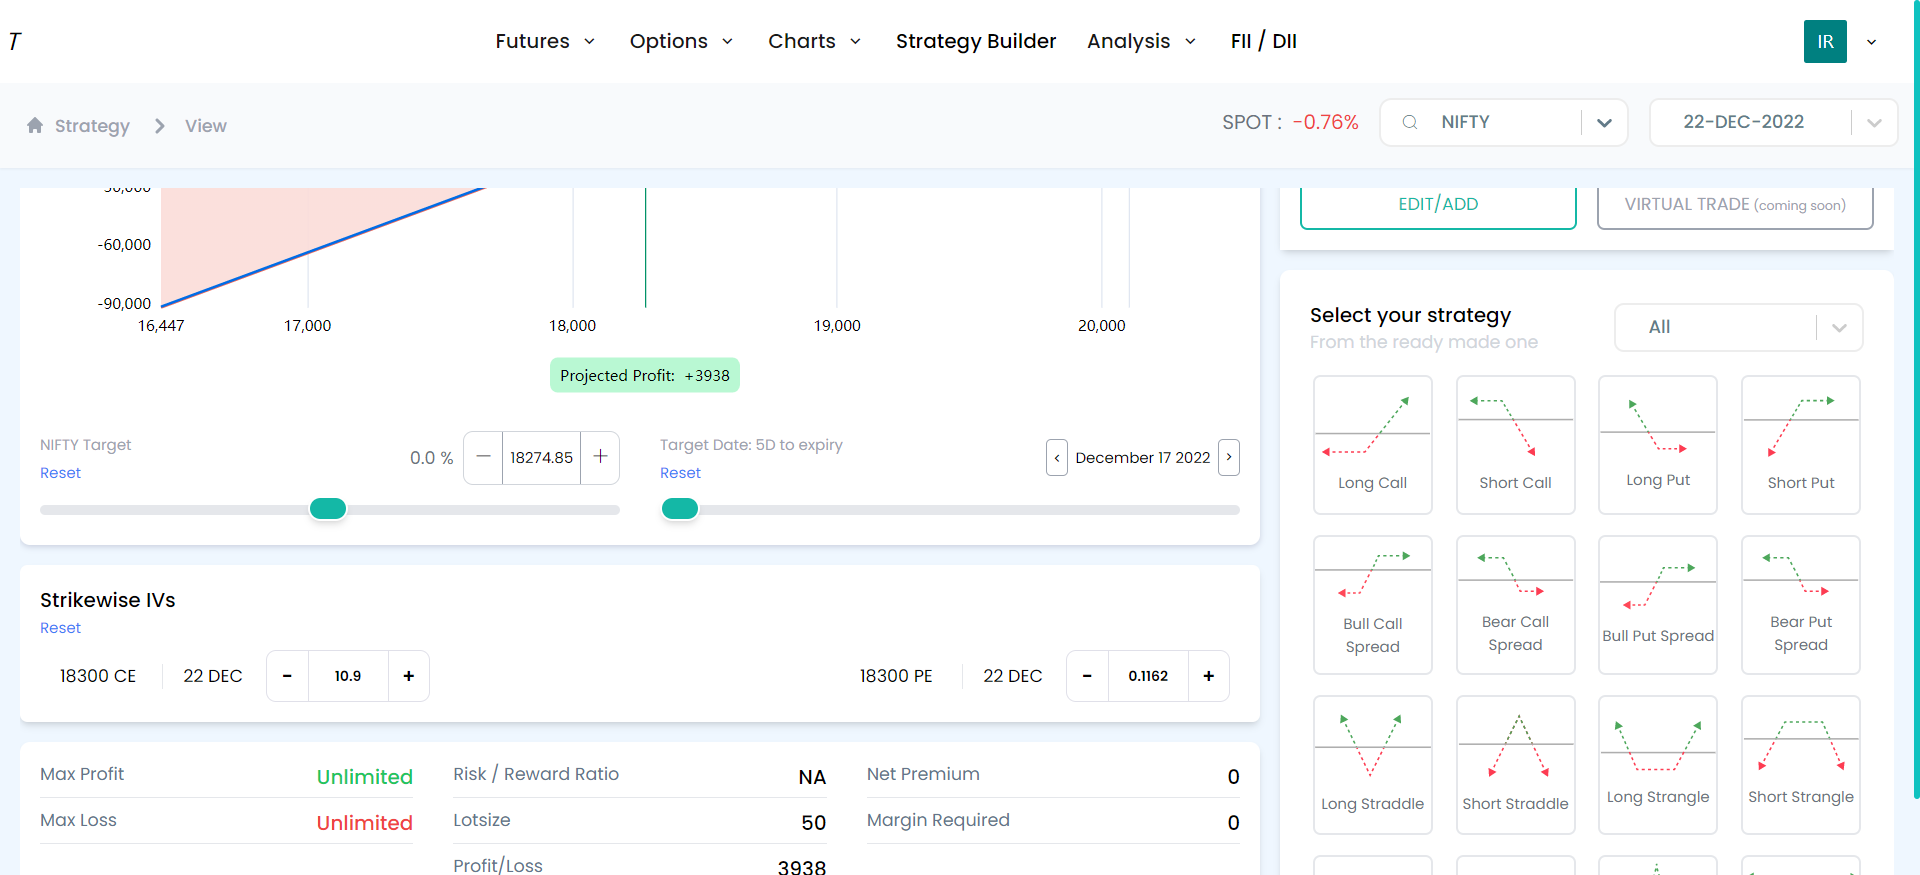 T
Futures Options Charts Strategy Builder Analysis FII / DII
IR
Strategy View
SPOT : -0.76% NIFTY 22-DEC-2022
-60,000
-90,000
16,447 17,000 18,000 19,000 20,000
Projected Profit: +3938
NIFTY Target
Reset
0.0 % − 18274.85 +
Target Date: 5D to expiry
Reset
< December 17 2022 >
Strikewise IVs
Reset
18300 CE 22 DEC - 10.9 + 18300 PE 22 DEC - 0.1162 +
Max Profit Unlimited Risk / Reward Ratio NA Net Premium 0
Max Loss Unlimited Lotsize 50 Margin Required 0
Profit/Loss 3938
EDIT/ADD VIRTUAL TRADE (coming soon)
Select your strategy
From the ready made one
All
Long Call Short Call Long Put Short Put
Bull Call Spread Bear Call Spread Bull Put Spread Bear Put Spread
Long Straddle Short Straddle Long Strangle Short Strangle